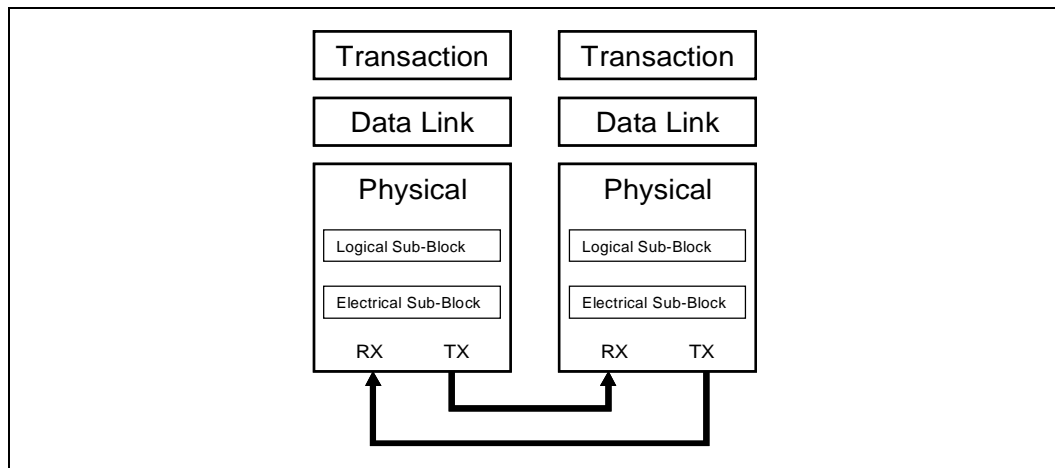 Transaction
Transaction
Data Link
Data Link
Physical
Physical
Logical Sub-Block
Logical Sub-Block
Electrical Sub-Block
Electrical Sub-Block
RX
TX
RX
TX